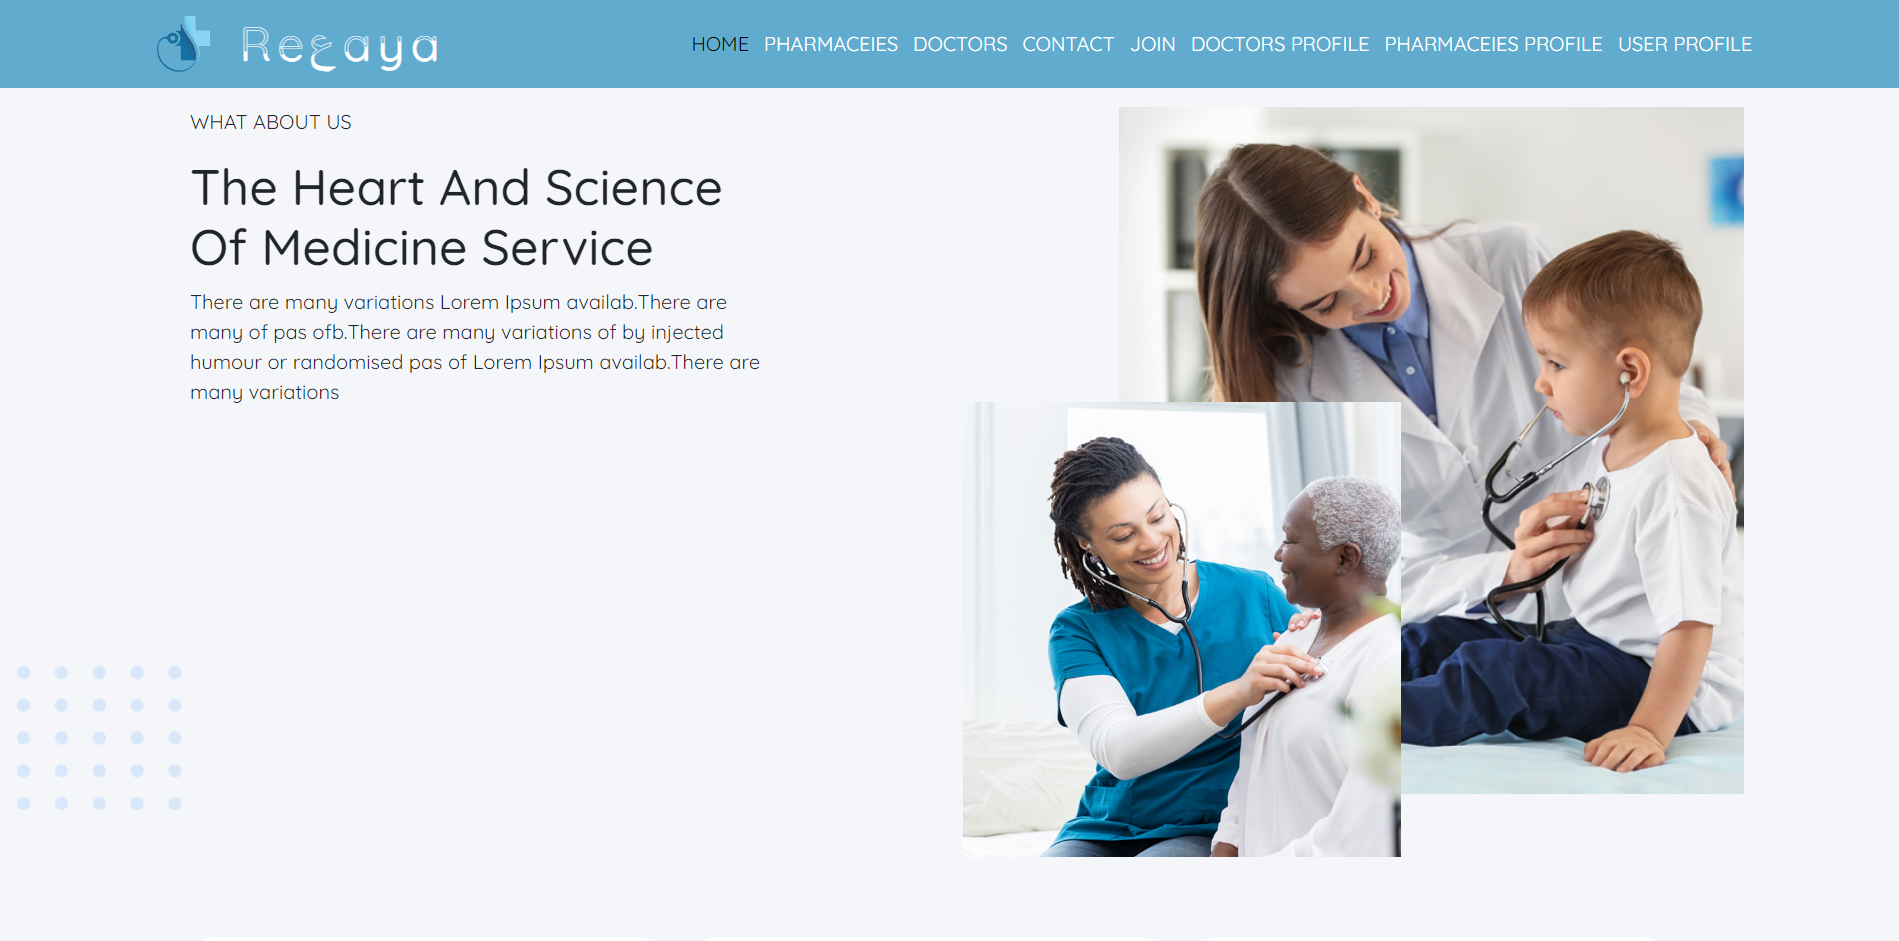 Reعaya
HOME PHARMACEIES DOCTORS CONTACT JOIN DOCTORS PROFILE PHARMACEIES PROFILE USER PROFILE
WHAT ABOUT US
The Heart And Science
Of Medicine Service
There are many variations Lorem Ipsum availab.There are
many of pas ofb.There are many variations of by injected
humour or randomised pas of Lorem Ipsum availab.There are
many variations